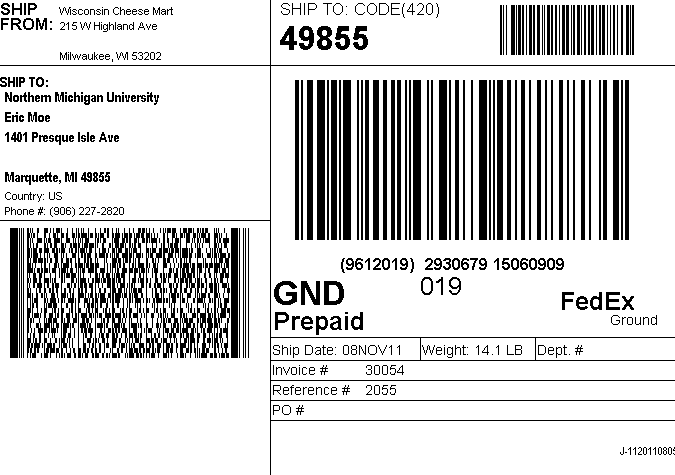 SHIP FROM: Wisconsin Cheese Mart
215 W Highland Ave
Milwaukee, WI 53202
SHIP TO: CODE(420)
49855
SHIP TO:
Northern Michigan University
Eric Moe
1401 Presque Isle Ave
Marquette, MI 49855
Country: US
Phone #: (906) 227-2820
(9612019) 2930679 15060909
GND 019
Prepaid
FedEx
Ground
Ship Date: 08NOV11 Weight: 14.1 LB Dept. #
Invoice # 30054
Reference # 2055
PO #
J-1120110805